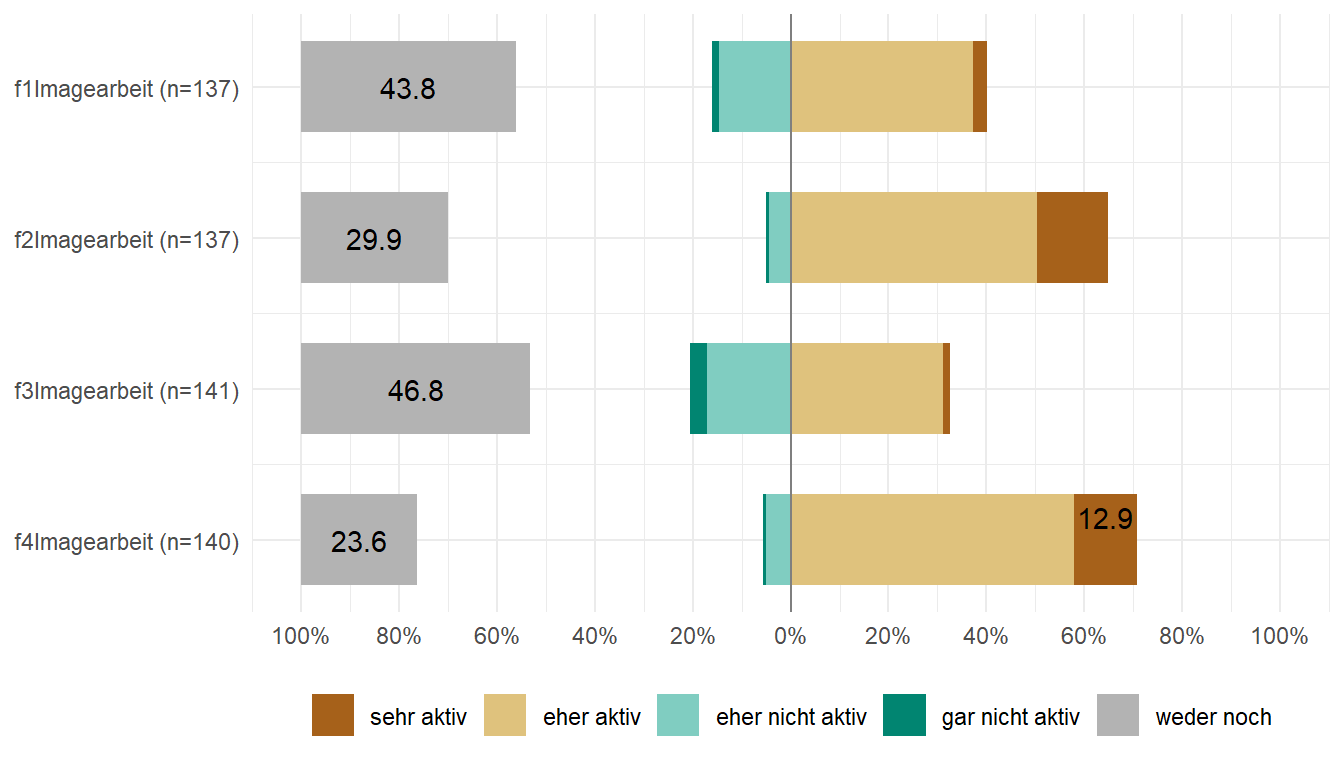 f1Imagearbeit (n=137)
43.8
f2Imagearbeit (n=137)
29.9
f3Imagearbeit (n=141)
46.8
f4Imagearbeit (n=140)
23.6
12.9
100% 80% 60% 40% 20% 0% 20% 40% 60% 80% 100%
sehr aktiv eher aktiv eher nicht aktiv gar nicht aktiv weder noch